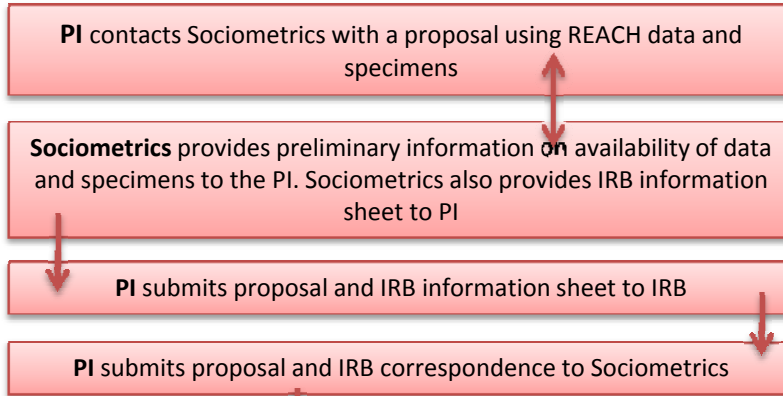 PI contacts Sociometrics with a proposal using REACH data and
specimens
Sociometrics provides preliminary information on availability of data
and specimens to the PI. Sociometrics also provides IRB information
sheet to PI
PI submits proposal and IRB information sheet to IRB
PI submits proposal and IRB correspondence to Sociometrics